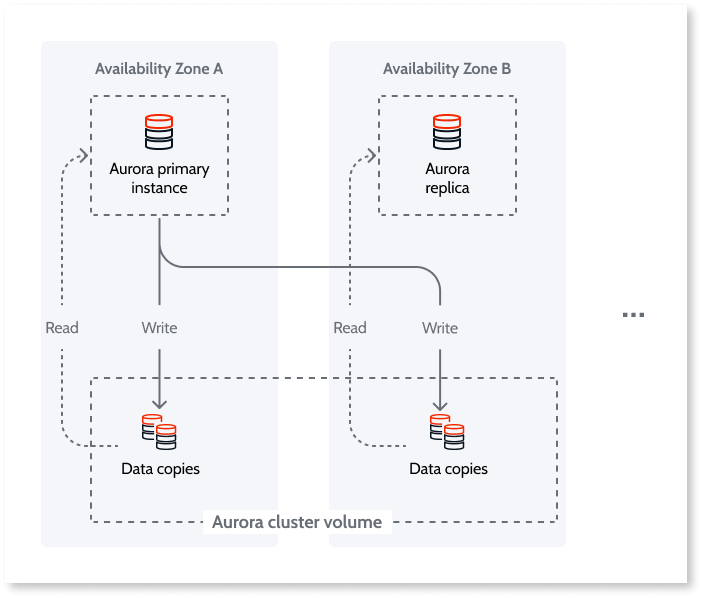 Availability Zone A
Availability Zone B
Aurora primary
instance
Aurora
replica
Read
Write
Read
Write
...
Data copies
Data copies
Aurora cluster volume